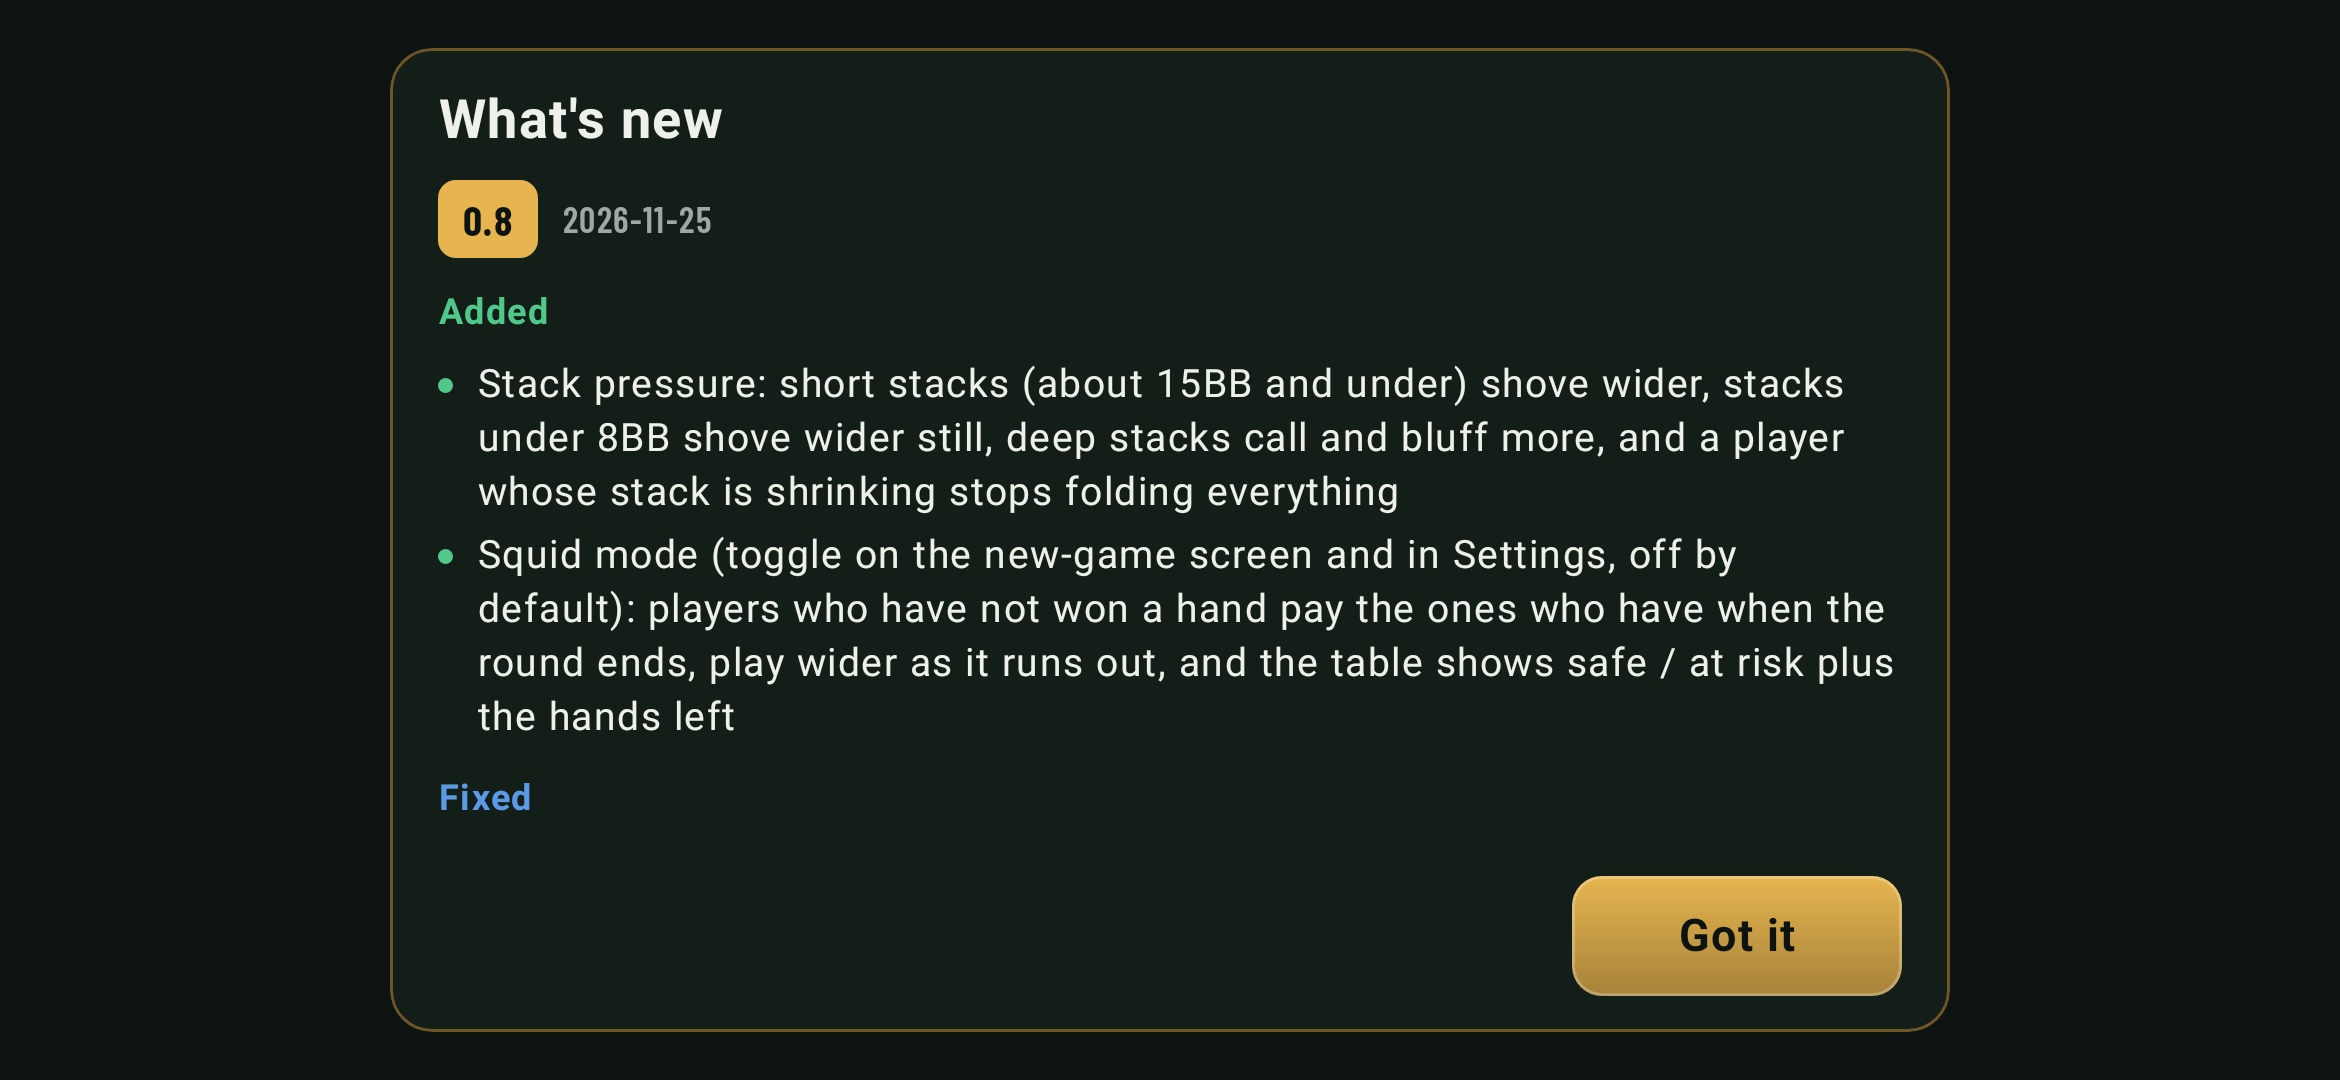 What's new
0.8 2026-11-25
Added
Stack pressure: short stacks (about 15BB and under) shove wider, stacks
under 8BB shove wider still, deep stacks call and bluff more, and a player
whose stack is shrinking stops folding everything
Squid mode (toggle on the new-game screen and in Settings, off by
default): players who have not won a hand pay the ones who have when the
round ends, play wider as it runs out, and the table shows safe / at risk plus
the hands left
Fixed
Got it